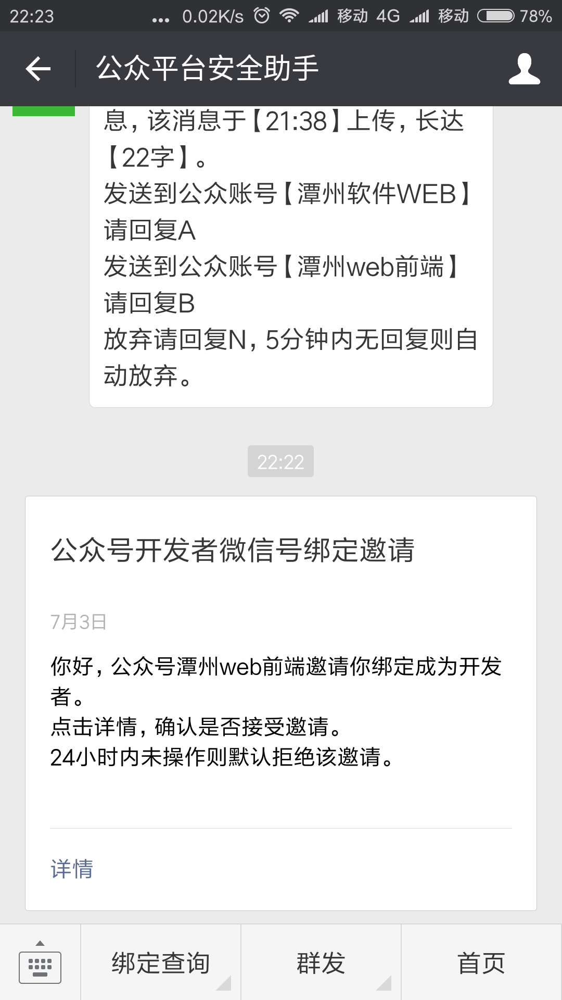 22:23 ... 0.02K/s 移动 4G 移动 78%
公众平台安全助手
息，该消息于【21:38】上传，长达
【22字】。
发送到公众账号【潭州软件WEB】
请回复A
发送到公众账号【潭州web前端】
请回复B
放弃请回复N，5分钟内无回复则自
动放弃。
22:22
公众号开发者微信号绑定邀请
7月3日
你好，公众号潭州web前端邀请你绑定成为开发
者。
点击详情，确认是否接受邀请。
24小时内未操作则默认拒绝该邀请。
详情
绑定查询 群发 首页